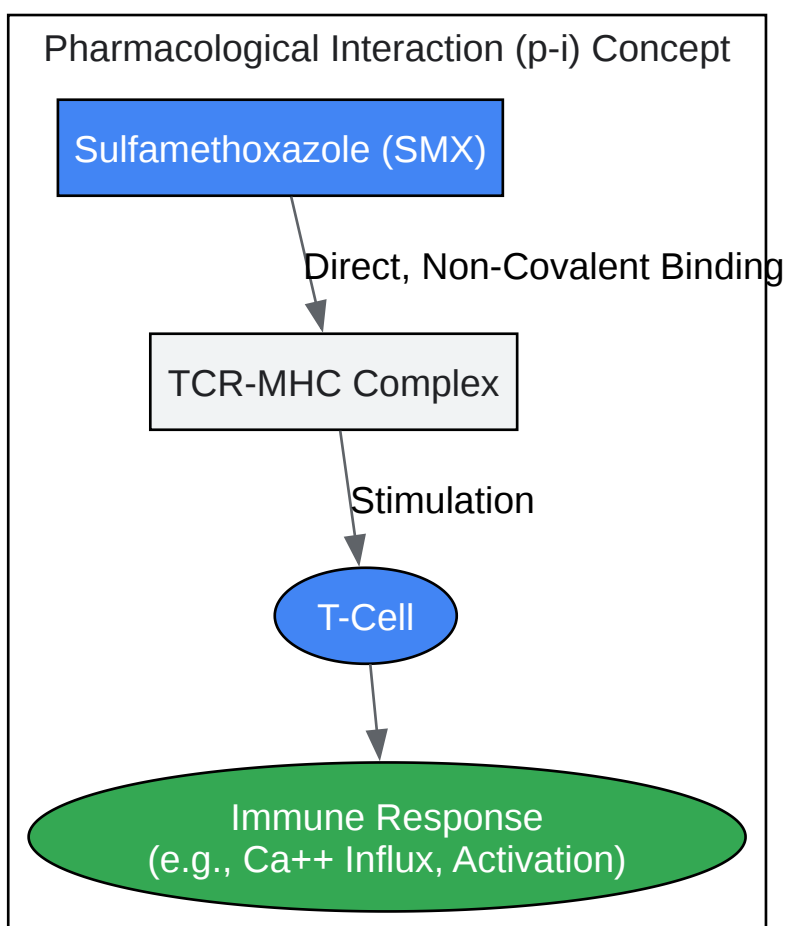 Pharmacological Interaction (p-i) Concept
Sulfamethoxazole (SMX)
Direct, Non-Covalent Binding
TCR-MHC Complex
Stimulation
T-Cell
Immune Response
(e.g., Ca++ Influx, Activation)